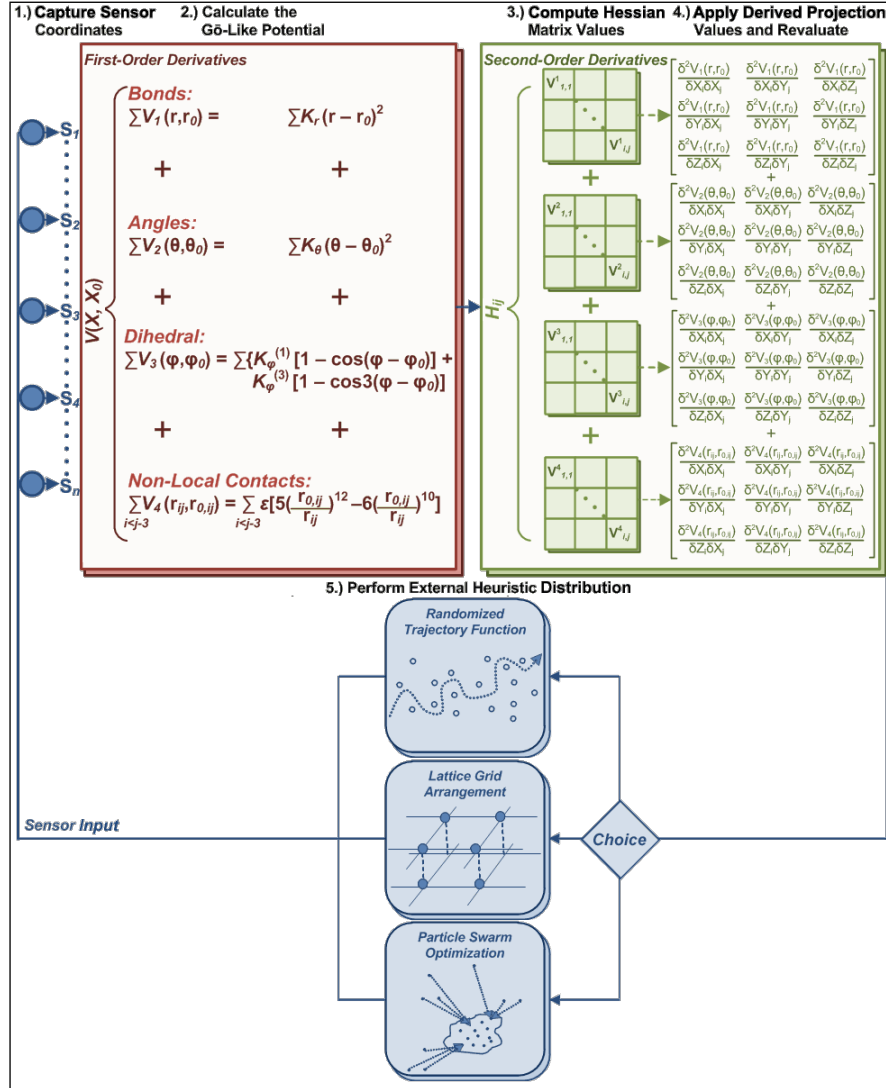 1.) Capture Sensor Coordinates
2.) Calculate the Gō-Like Potential
3.) Compute Hessian Matrix Values
4.) Apply Derived Projection Values and Revaluate
First-Order Derivatives
S1
S2
S3
S4
Sn
V(X, X0)
Bonds:
∑V1(r,r0) = ∑Kr(r – r0)²
+ +
Angles:
∑V2(θ,θ0) = ∑Kθ(θ – θ0)²
+ +
Dihedral:
∑V3(φ,φ0) = ∑{Kφ⁽¹⁾ [1 – cos(φ – φ0)] +
Kφ⁽³⁾ [1 – cos3(φ – φ0)]
+ +
Non-Local Contacts:
∑V4(rij,r0,ij) = ∑ ε[5(r0,ij/rij)¹² – 6(r0,ij/rij)¹⁰]
i<j-3 i<j-3
Second-Order Derivatives
Hij
V¹1,1
V¹i,j
+
V²1,1
V²i,j
+
V³1,1
V³i,j
+
V⁴1,1
V⁴i,j
δ²V1(r,r0)/δXiδXj δ²V1(r,r0)/δXiδYj δ²V1(r,r0)/δXiδZj
δ²V1(r,r0)/δYiδXj δ²V1(r,r0)/δYiδYj δ²V1(r,r0)/δYiδZj
δ²V1(r,r0)/δZiδXj δ²V1(r,r0)/δZiδYj δ²V1(r,r0)/δZiδZj
+
δ²V2(θ,θ0)/δXiδXj δ²V2(θ,θ0)/δXiδYj δ²V2(θ,θ0)/δXiδZj
δ²V2(θ,θ0)/δYiδXj δ²V2(θ,θ0)/δYiδYj δ²V2(θ,θ0)/δYiδZj
δ²V2(θ,θ0)/δZiδXj δ²V2(θ,θ0)/δZiδYj δ²V2(θ,θ0)/δZiδZj
+
δ²V3(φ,φ0)/δXiδXj δ²V3(φ,φ0)/δXiδYj δ²V3(φ,φ0)/δXiδZj
δ²V3(φ,φ0)/δYiδXj δ²V3(φ,φ0)/δYiδYj δ²V3(φ,φ0)/δYiδZj
δ²V3(φ,φ0)/δZiδXj δ²V3(φ,φ0)/δZiδYj δ²V3(φ,φ0)/δZiδZj
+
δ²V4(rij,r0,ij)/δXiδXj δ²V4(rij,r0,ij)/δXiδYj δ²V4(rij,r0,ij)/δXiδZj
δ²V4(rij,r0,ij)/δYiδXj δ²V4(rij,r0,ij)/δYiδYj δ²V4(rij,r0,ij)/δYiδZj
δ²V4(rij,r0,ij)/δZiδXj δ²V4(rij,r0,ij)/δZiδYj δ²V4(rij,r0,ij)/δZiδZj
5.) Perform External Heuristic Distribution
Randomized
Trajectory Function
Lattice Grid
Arrangement
Sensor Input
Choice
Particle Swarm
Optimization